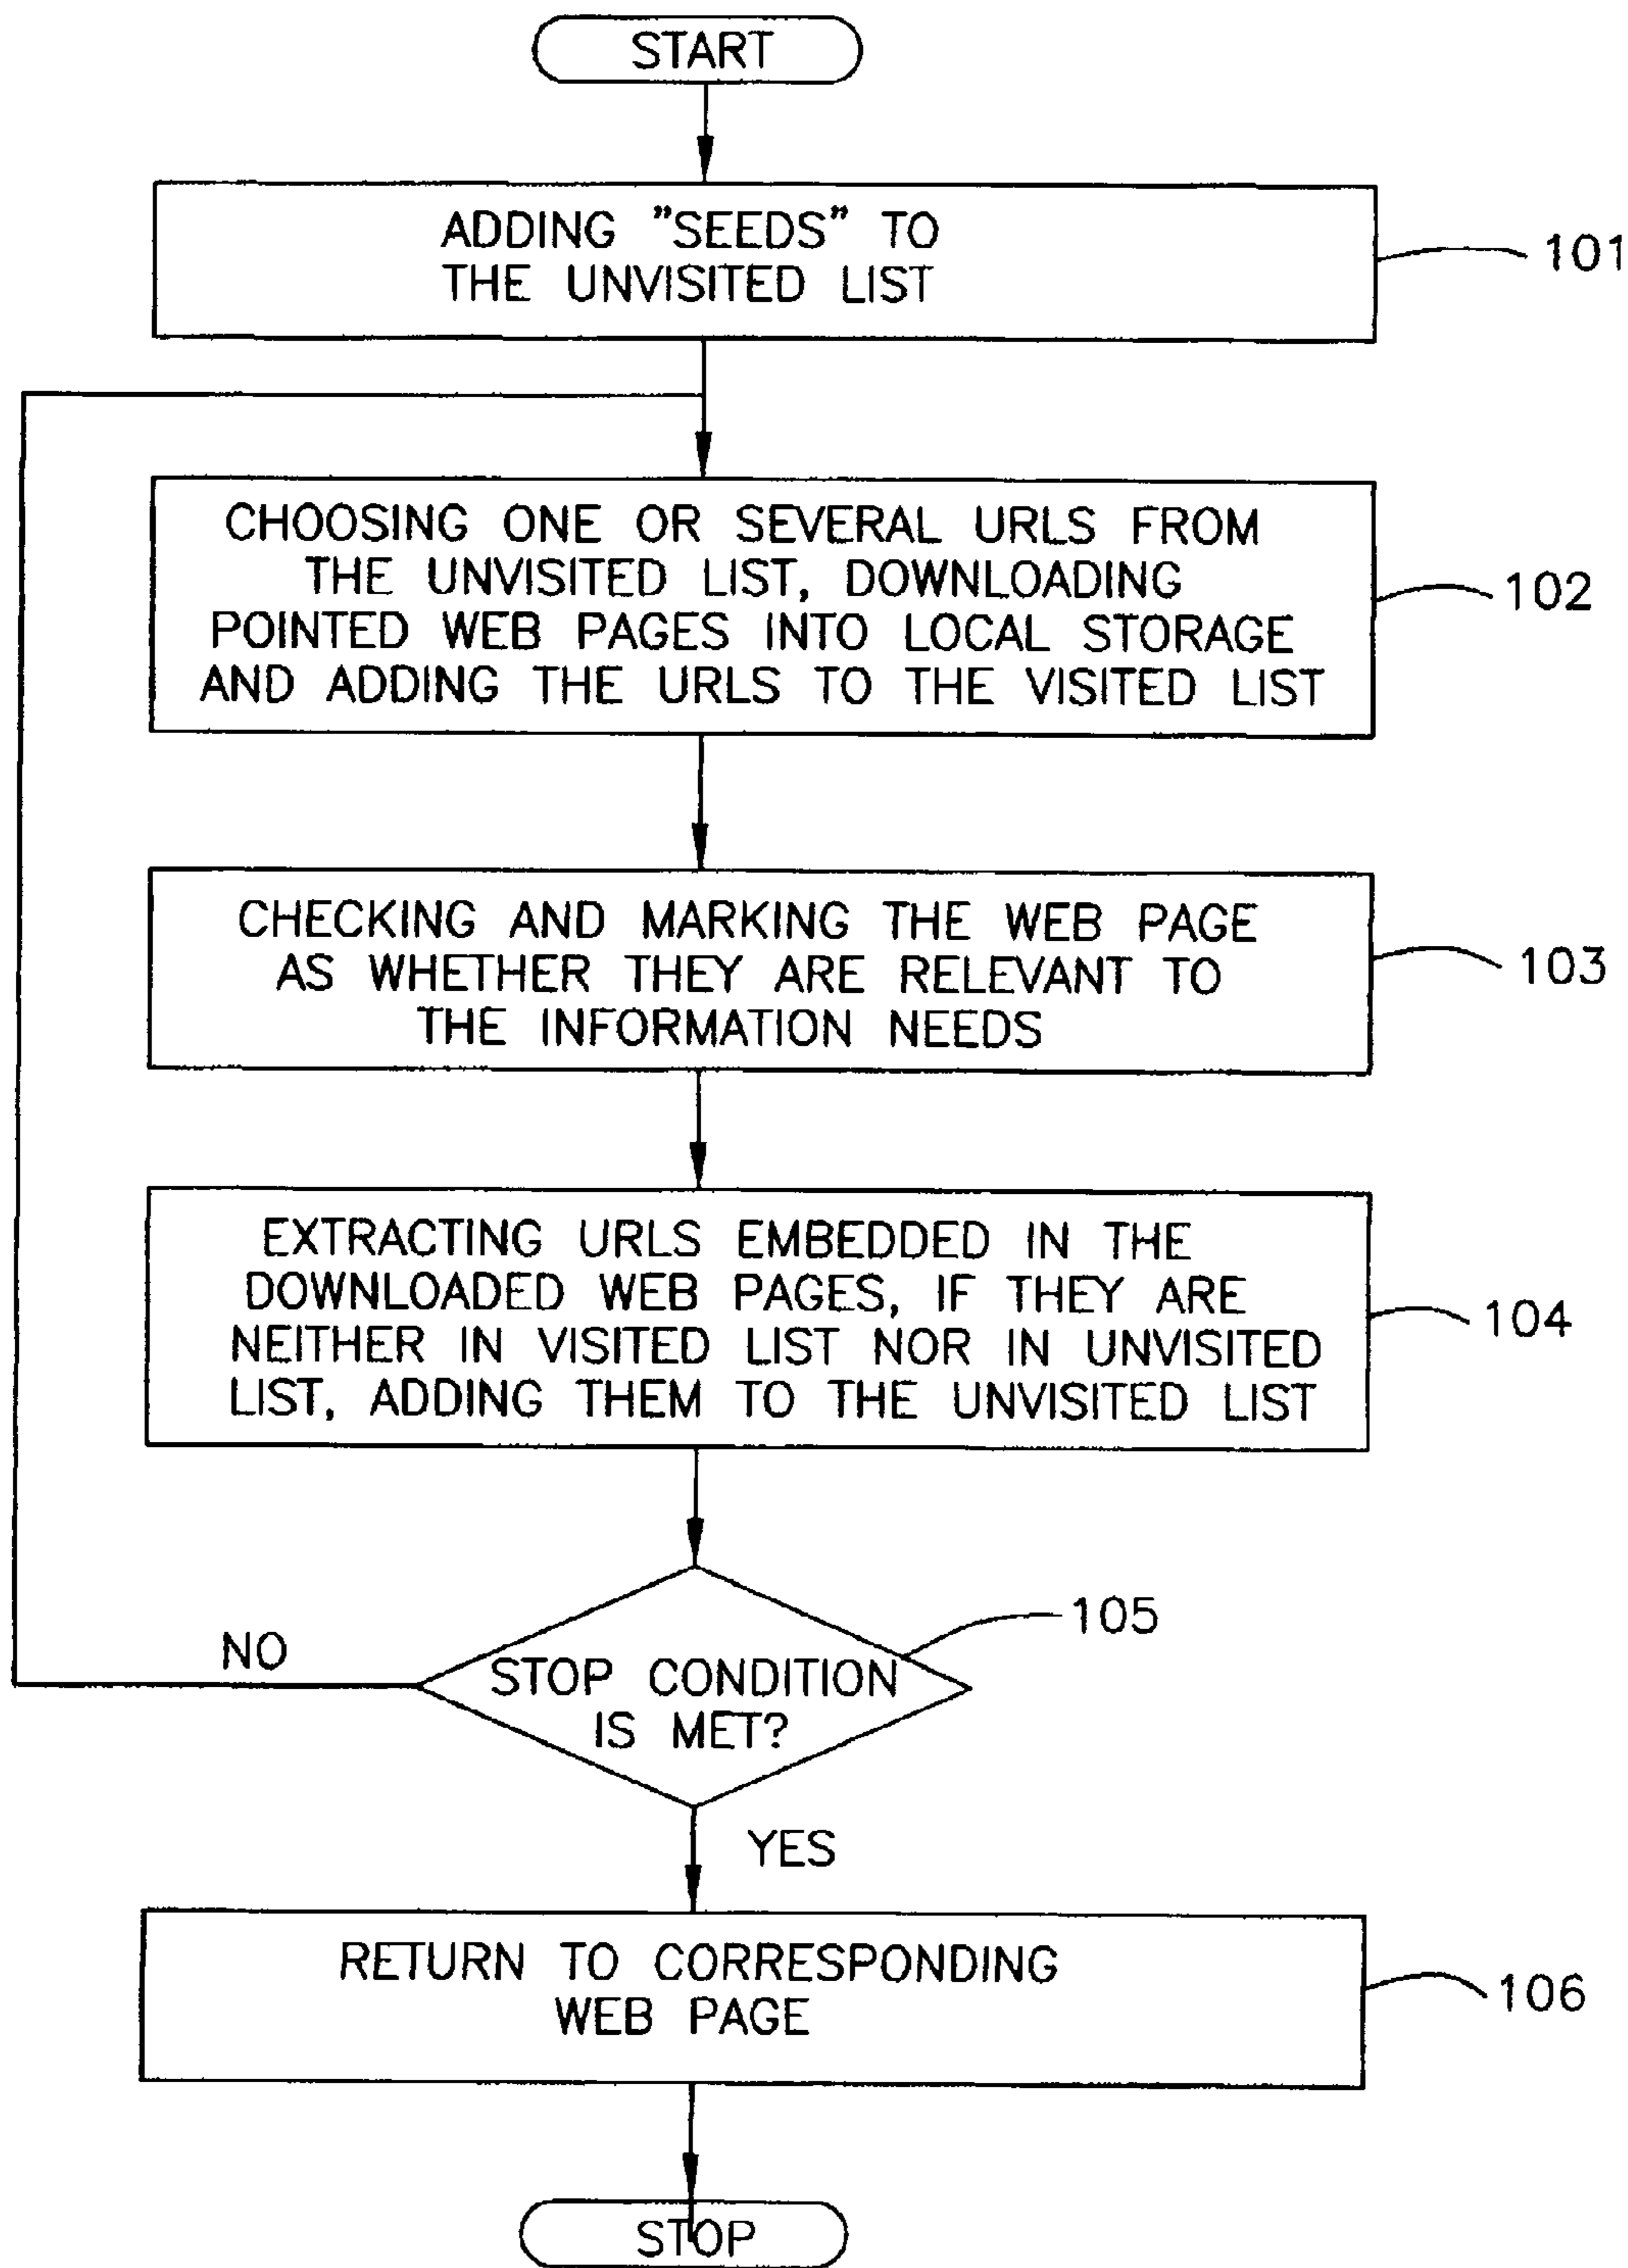 START
ADDING "SEEDS" TO
THE UNVISITED LIST
101
CHOOSING ONE OR SEVERAL URLS FROM
THE UNVISITED LIST, DOWNLOADING
POINTED WEB PAGES INTO LOCAL STORAGE
AND ADDING THE URLS TO THE VISITED LIST
102
CHECKING AND MARKING THE WEB PAGE
AS WHETHER THEY ARE RELEVANT TO
THE INFORMATION NEEDS
103
EXTRACTING URLS EMBEDDED IN THE
DOWNLOADED WEB PAGES, IF THEY ARE
NEITHER IN VISITED LIST NOR IN UNVISITED
LIST, ADDING THEM TO THE UNVISITED LIST
104
105
NO
STOP CONDITION
IS MET?
YES
RETURN TO CORRESPONDING
WEB PAGE
106
STOP